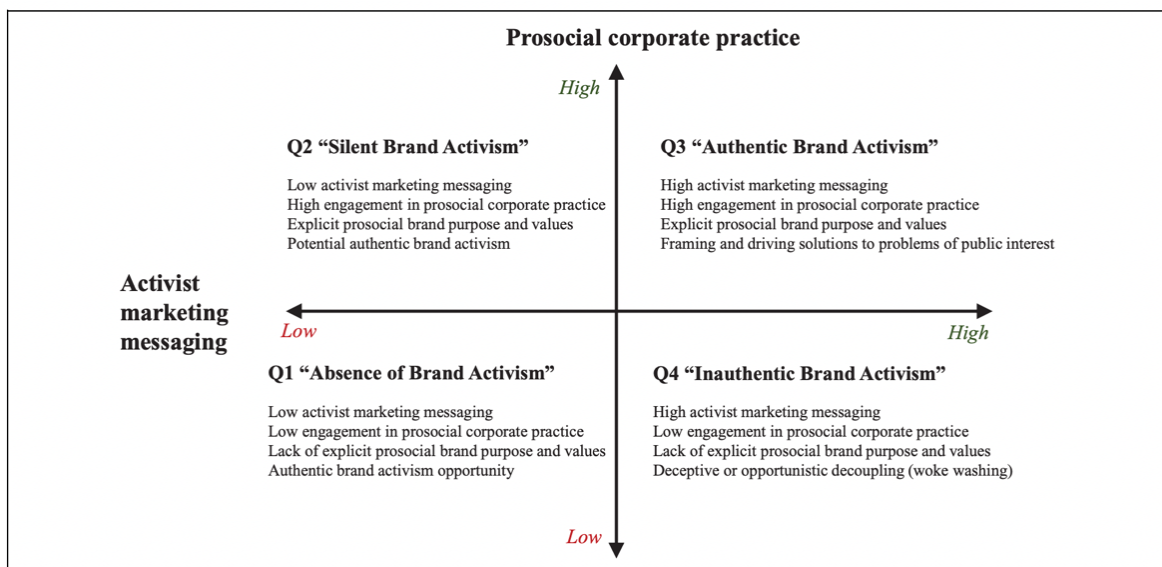 Prosocial corporate practice
High
Q2 “Silent Brand Activism”
Low activist marketing messaging
High engagement in prosocial corporate practice
Explicit prosocial brand purpose and values
Potential authentic brand activism
Q3 “Authentic Brand Activism”
High activist marketing messaging
High engagement in prosocial corporate practice
Explicit prosocial brand purpose and values
Framing and driving solutions to problems of public interest
Activist
marketing
messaging
Low
High
Q1 “Absence of Brand Activism”
Low activist marketing messaging
Low engagement in prosocial corporate practice
Lack of explicit prosocial brand purpose and values
Authentic brand activism opportunity
Q4 “Inauthentic Brand Activism”
High activist marketing messaging
Low engagement in prosocial corporate practice
Lack of explicit prosocial brand purpose and values
Deceptive or opportunistic decoupling (woke washing)
Low